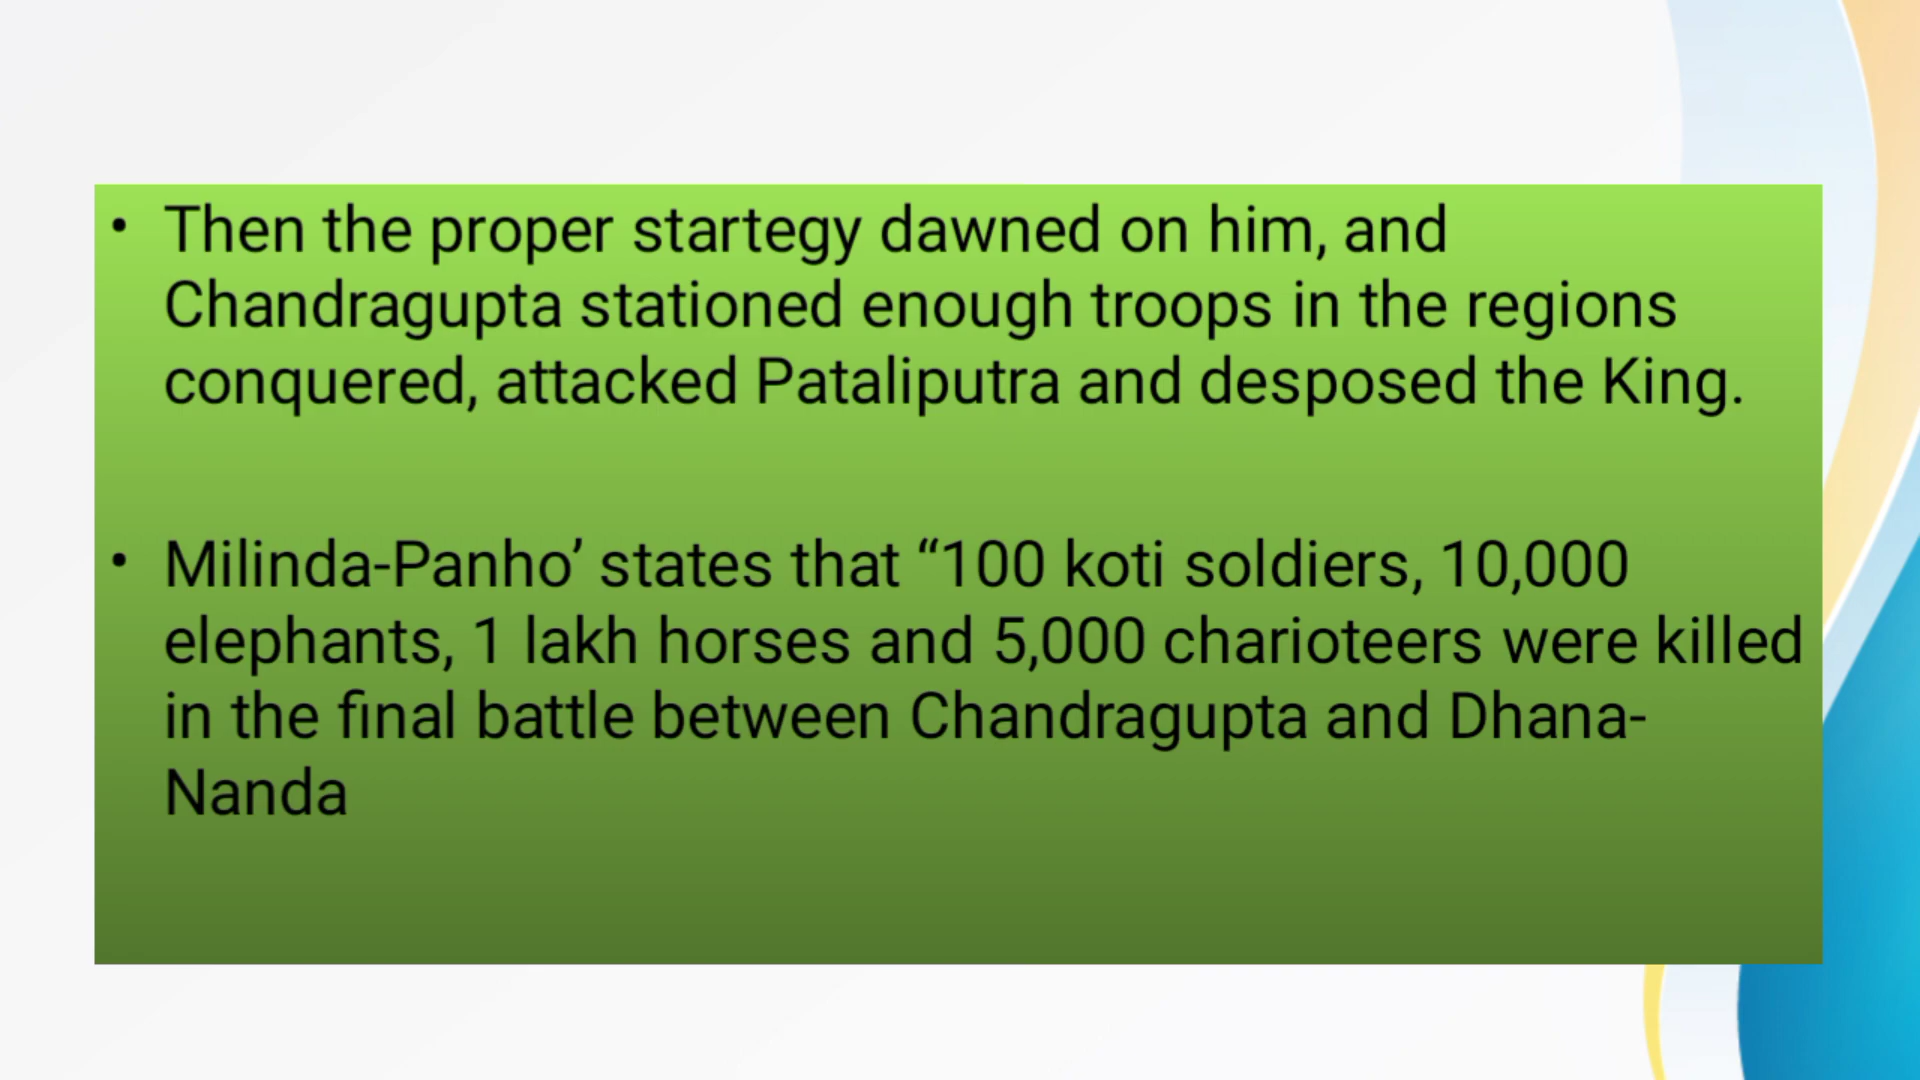 • Then the proper startegy dawned on him, and
Chandragupta stationed enough troops in the regions
conquered, attacked Pataliputra and desposed the King.
• Milinda-Panho’ states that “100 koti soldiers, 10,000
elephants, 1 lakh horses and 5,000 charioteers were killed
in the final battle between Chandragupta and Dhana-
Nanda